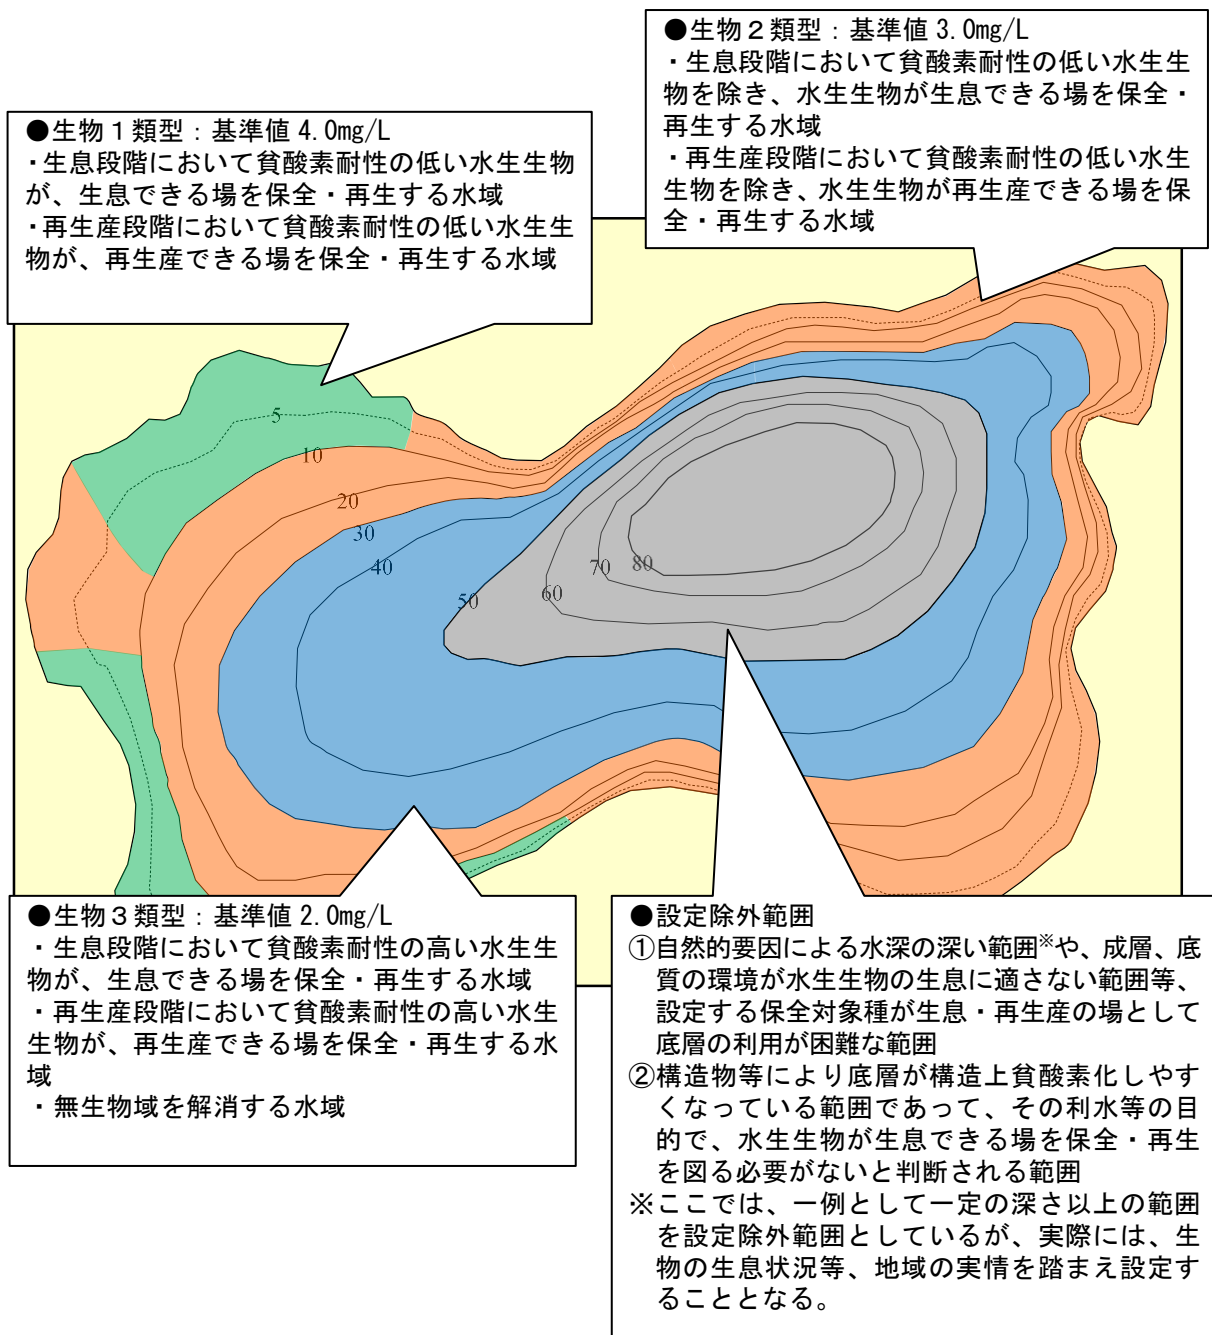 ●生物２類型：基準値 3.0mg/L
・生息段階において貧酸素耐性の低い水生生
物を除き、水生生物が生息できる場を保全・
再生する水域
・再生産段階において貧酸素耐性の低い水生
生物を除き、水生生物が再生産できる場を保
全・再生する水域
●生物１類型：基準値 4.0mg/L
・生息段階において貧酸素耐性の低い水生生物
が、生息できる場を保全・再生する水域
・再生産段階において貧酸素耐性の低い水生生
物が、再生産できる場を保全・再生する水域
5
10
20
30
40
50
60
70
80
●生物３類型：基準値 2.0mg/L
・生息段階において貧酸素耐性の高い水生生
物が、生息できる場を保全・再生する水域
・再生産段階において貧酸素耐性の高い水生
生物が、再生産できる場を保全・再生する水
域
・無生物域を解消する水域
●設定除外範囲
①自然的要因による水深の深い範囲※や、成層、底
質の環境が水生生物の生息に適さない範囲等、
設定する保全対象種が生息・再生産の場として
底層の利用が困難な範囲
②構造物等により底層が構造上貧酸素化しやす
くなっている範囲であって、その利水等の目
的で、水生生物が生息できる場を保全・再生
を図る必要がないと判断される範囲
※ここでは、一例として一定の深さ以上の範囲
を設定除外範囲としているが、実際には、生
物の生息状況等、地域の実情を踏まえ設定す
ることとなる。